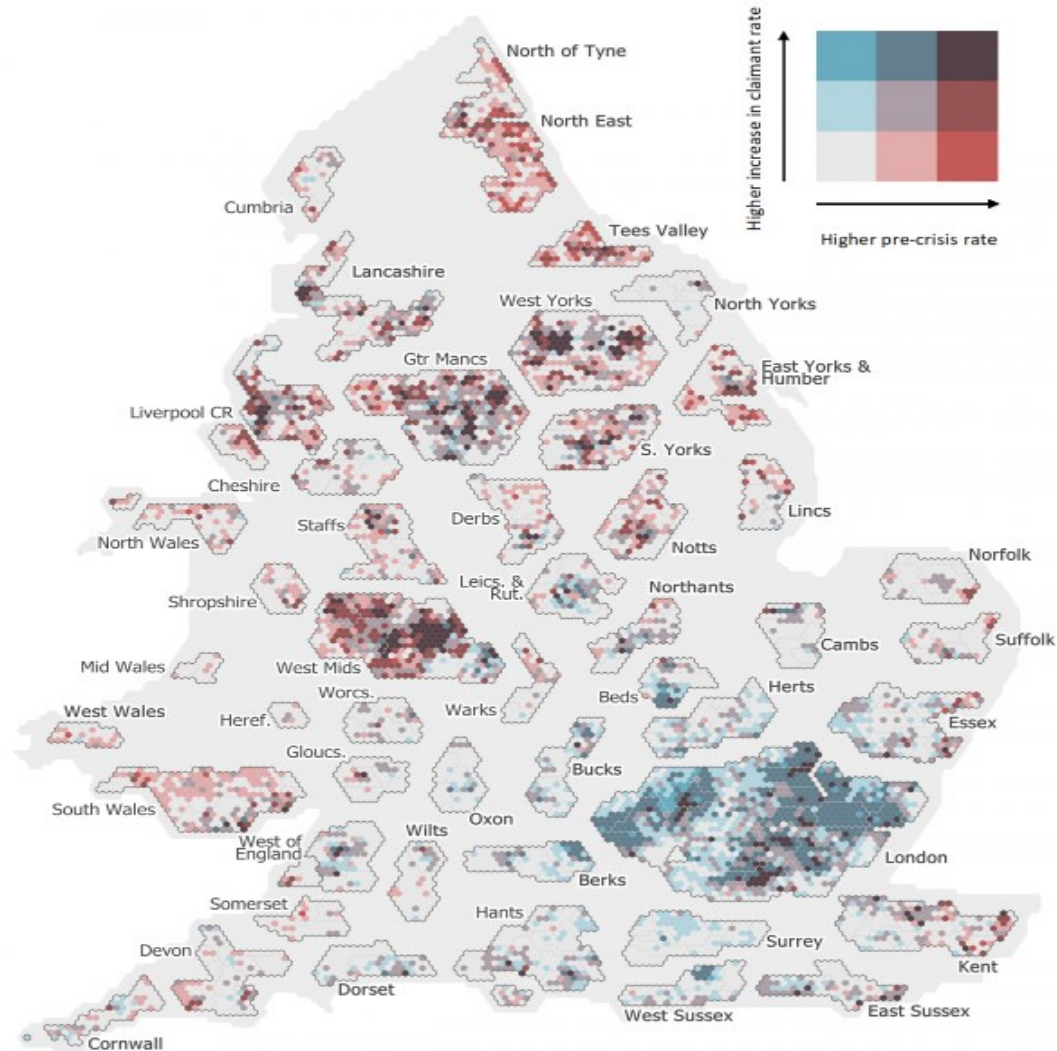 North of Tyne
Higher increase in claimant rate
North East
Cumbria
Higher pre-crisis rate
Tees Valley
Lancashire
West Yorks
North Yorks
Gtr Mancs
East Yorks &
Humber
Liverpool CR
S. Yorks
Cheshire
Derbs
Lincs
Staffs
North Wales
Notts
Norfolk
Leics. &
Rut.
Northants
Shropshire
Suffolk
Cambs
Mid Wales
West Mids
Herts
Worcs.
Beds
West Wales
Heref.
Warks
Essex
Gloucs.
Bucks
South Wales
Oxon
West of
England
Wilts
London
Berks
Somerset
Hants
Devon
Surrey
Kent
Dorset
West Sussex
East Sussex
Cornwall